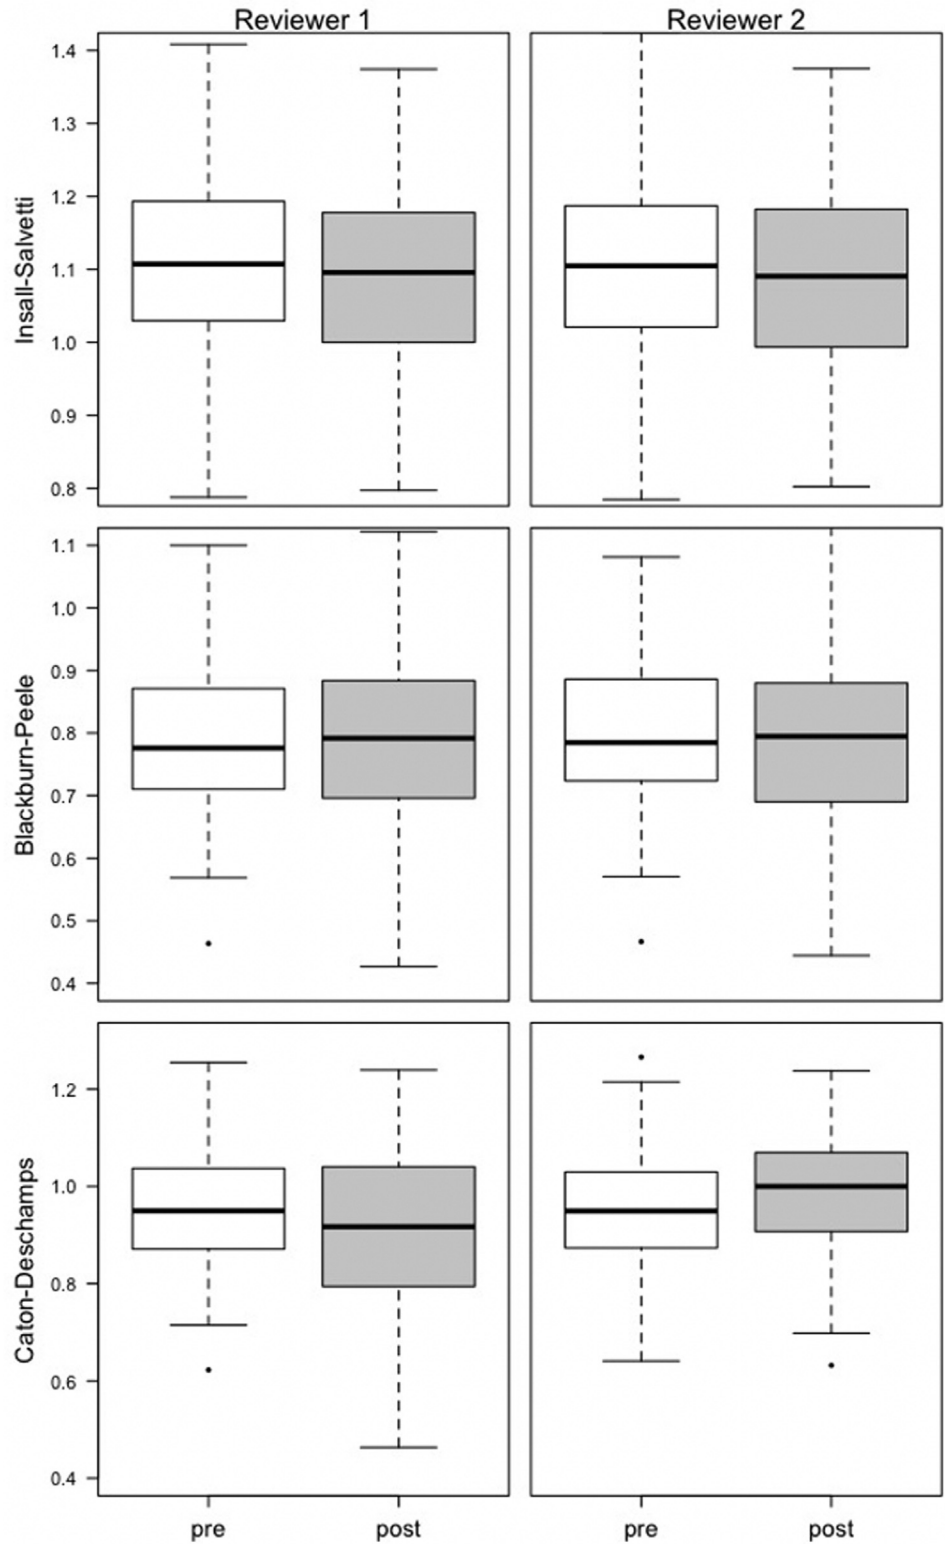 Reviewer 1
Reviewer 2
Insall-Salvetti
1.4
1.3
1.2
1.1
1.0
0.9
0.8
Blackburn-Peele
1.1
1.0
0.9
0.8
0.7
0.6
0.5
0.4
Caton-Deschamps
1.2
1.0
0.8
0.6
0.4
pre
post
pre
post